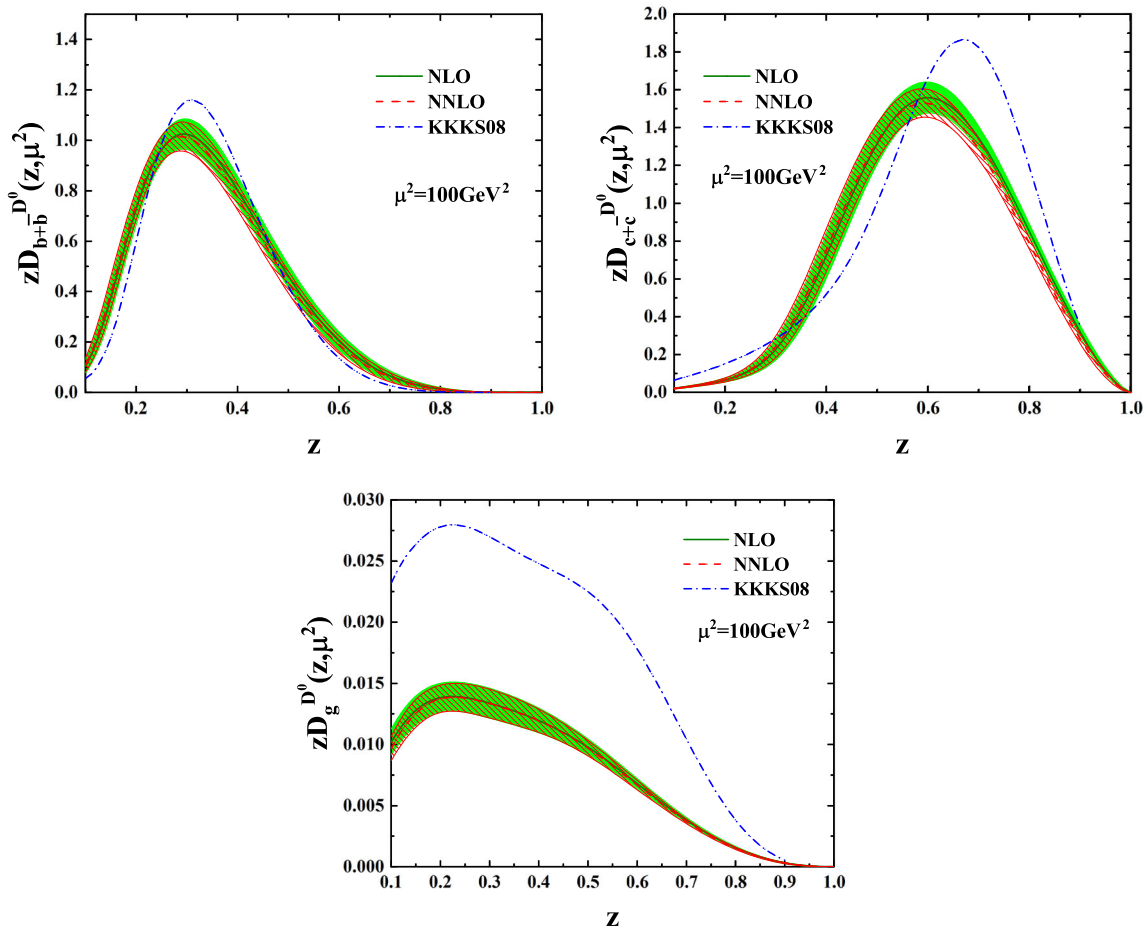 zD_{b+\bar{b}}^{D^0}(z,μ²)
1.4
1.2
1.0
0.8
0.6
0.4
0.2
0.0
NLO
NNLO
KKKS08
μ²=100GeV²
0.2 0.4 0.6 0.8 1.0
z
zD_{c+\bar{c}}^{D^0}(z,μ²)
2.0
1.8
1.6
1.4
1.2
1.0
0.8
0.6
0.4
0.2
0.0
NLO
NNLO
KKKS08
μ²=100GeV²
0.2 0.4 0.6 0.8 1.0
z
zD_g^{D^0}(z,μ²)
0.030
0.025
0.020
0.015
0.010
0.005
0.000
NLO
NNLO
KKKS08
μ²=100GeV²
0.1 0.2 0.3 0.4 0.5 0.6 0.7 0.8 0.9 1.0
z